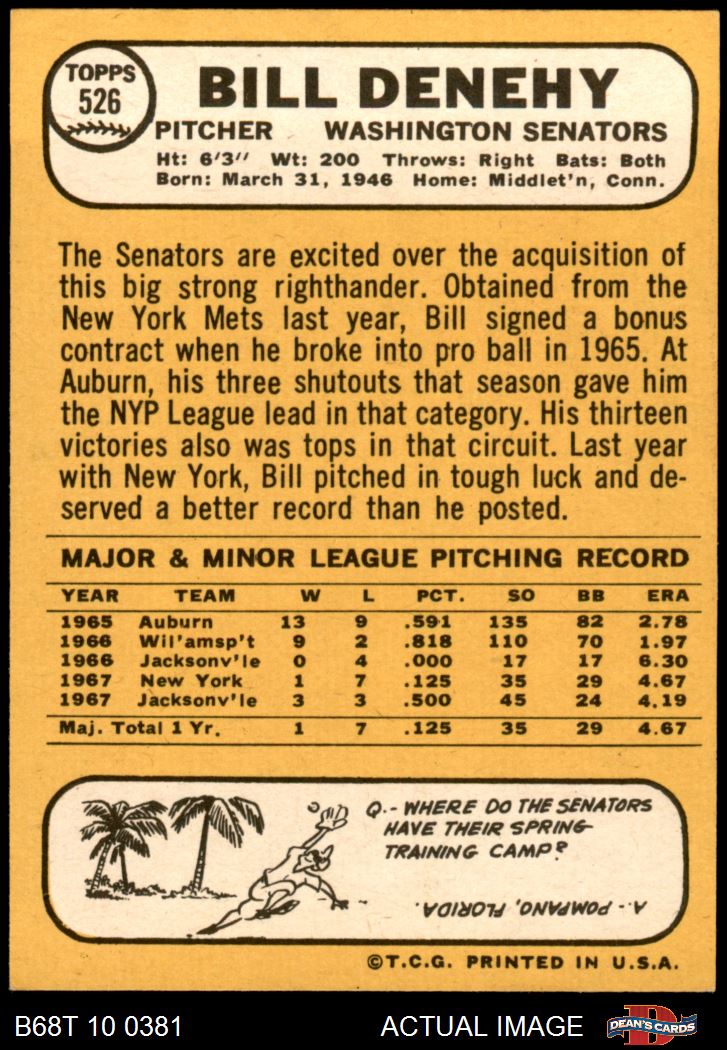 TOPPS
526
BILL DENEHY
PITCHER WASHINGTON SENATORS
Ht: 6'3" Wt: 200 Throws: Right Bats: Both
Born: March 31, 1946 Home: Middlet'n, Conn.
The Senators are excited over the acquisition of
this big strong righthander. Obtained from the
New York Mets last year, Bill signed a bonus
contract when he broke into pro ball in 1965. At
Auburn, his three shutouts that season gave him
the NYP League lead in that category. His thirteen
victories also was tops in that circuit. Last year
with New York, Bill pitched in tough luck and de-
served a better record than he posted.
MAJOR & MINOR LEAGUE PITCHING RECORD
YEAR TEAM W L PCT. SO BB ERA
1965 Auburn 13 9 .591 135 82 2.78
1966 Wil'amsp't 9 2 .818 110 70 1.97
1966 Jacksonv'le 0 4 .000 17 17 6.30
1967 New York 1 7 .125 35 29 4.67
1967 Jacksonv'le 3 3 .500 45 24 4.19
Maj. Total 1 Yr. 1 7 .125 35 29 4.67
Q.- WHERE DO THE SENATORS
HAVE THEIR SPRING
TRAINING CAMP?
A.- POMPANO, FLORIDA.
©T.C.G. PRINTED IN U.S.A.
B68T 10 0381 ACTUAL IMAGE DEAN'S CARDS